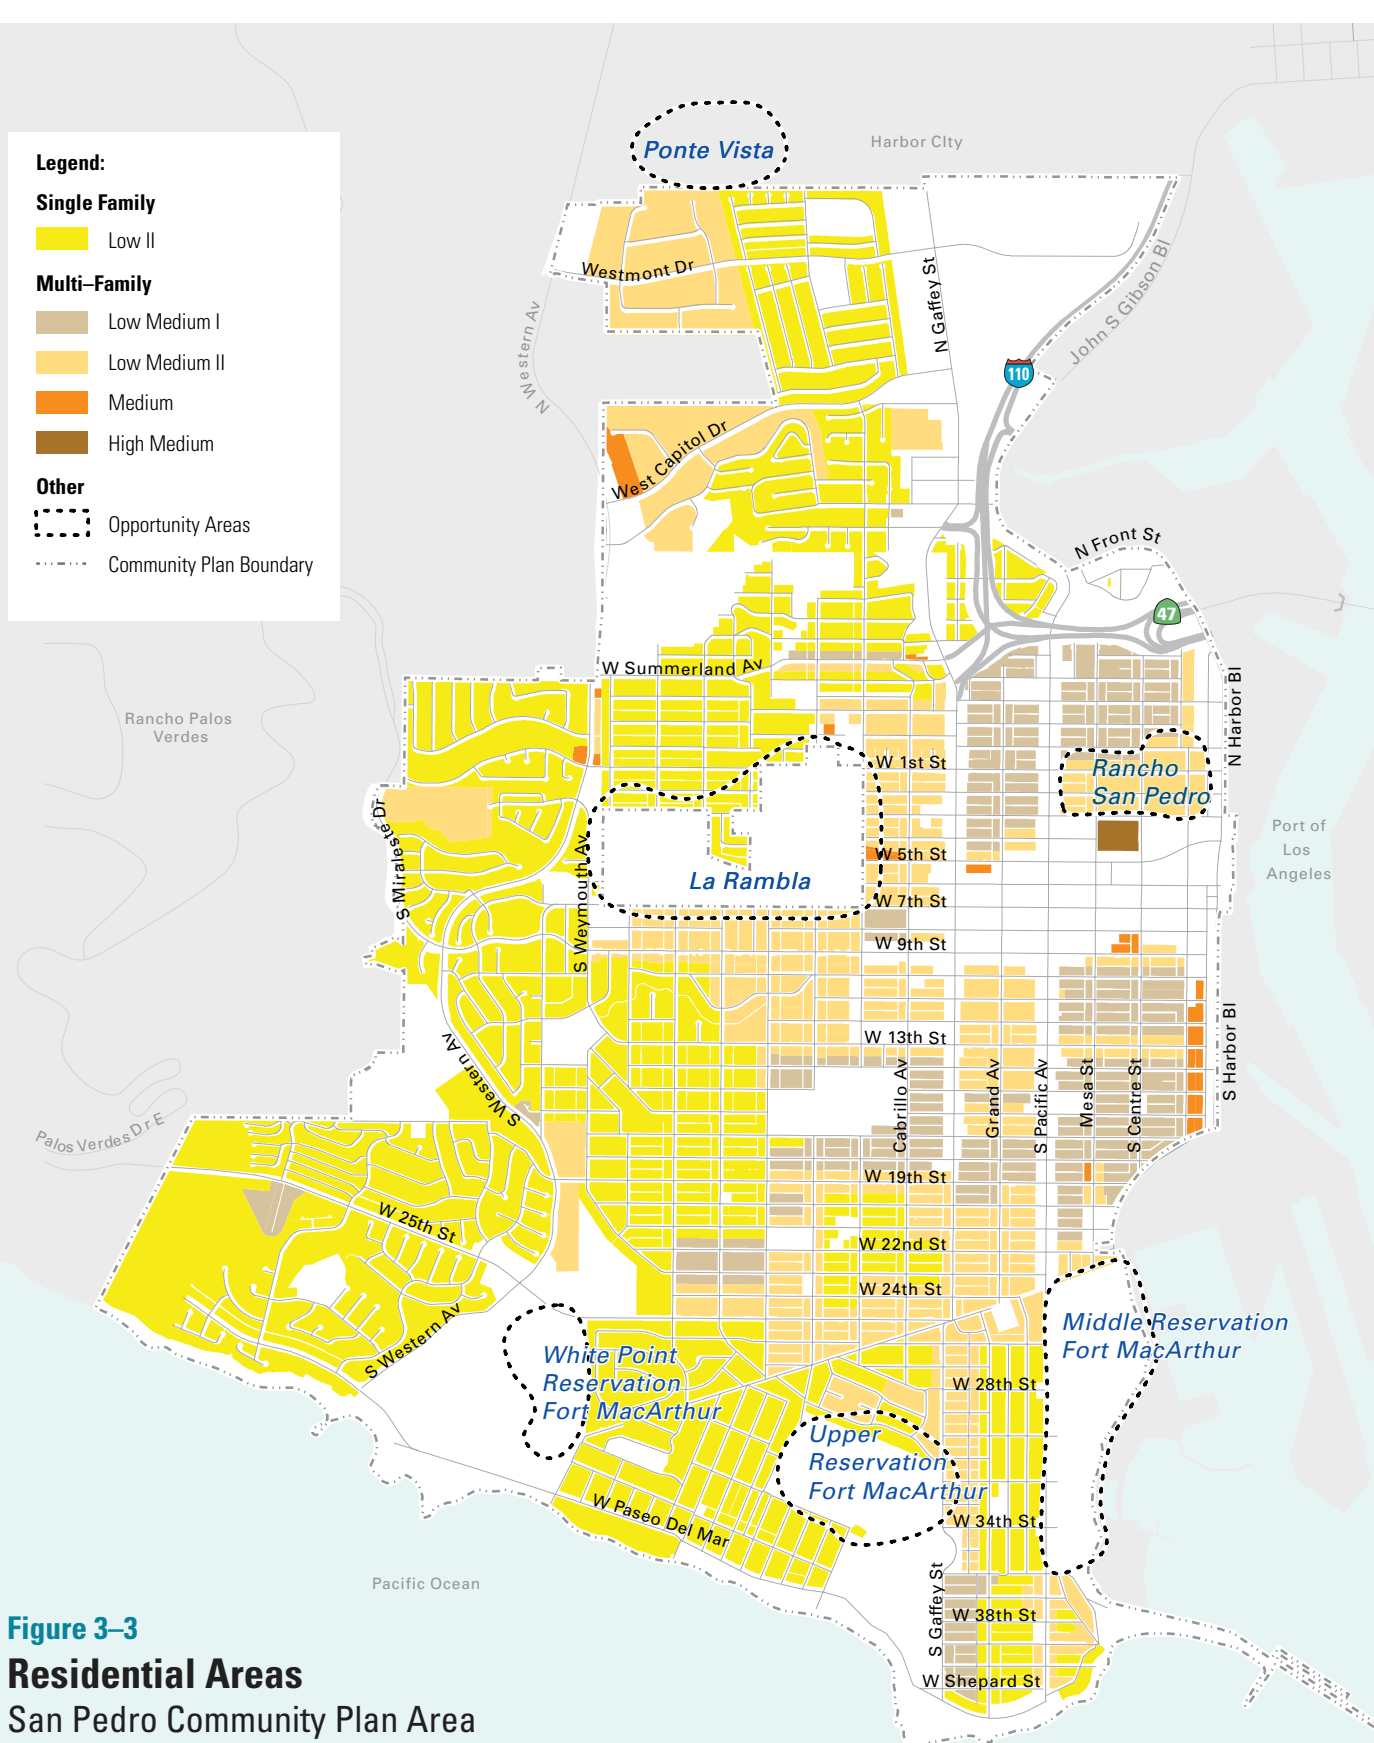 Legend:
Single Family
Low II
Multi–Family
Low Medium I
Low Medium II
Medium
High Medium
Other
Opportunity Areas
Community Plan Boundary
Ponte Vista
Harbor CIty
Westmont Dr
N Gaffey St
John S Gibson Bl
N Western Av
110
West Capitol Dr
N Front St
47
W Summerland Av
Rancho Palos
Verdes
N Harbor Bl
W 1st St
Rancho
San Pedro
S Miraleste Dr
S Weymouth Av
W 5th St
Port of
Los
Angeles
La Rambla
W 7th St
W 9th St
S Western Av
W 13th St
Cabrillo Av
Grand Av
S Pacific Av
Mesa St
S Centre St
S Harbor Bl
Palos Verdes Dr E
W 19th St
W 25th St
W 22nd St
W 24th St
S Western Av
Middle Reservation
Fort MacArthur
White Point
Reservation
Fort MacArthur
W 28th St
Upper
Reservation
Fort MacArthur
W Paseo Del Mar
W 34th St
Pacific Ocean
S Gaffey St
W 38th St
W Shepard St
Figure 3–3
Residential Areas
San Pedro Community Plan Area